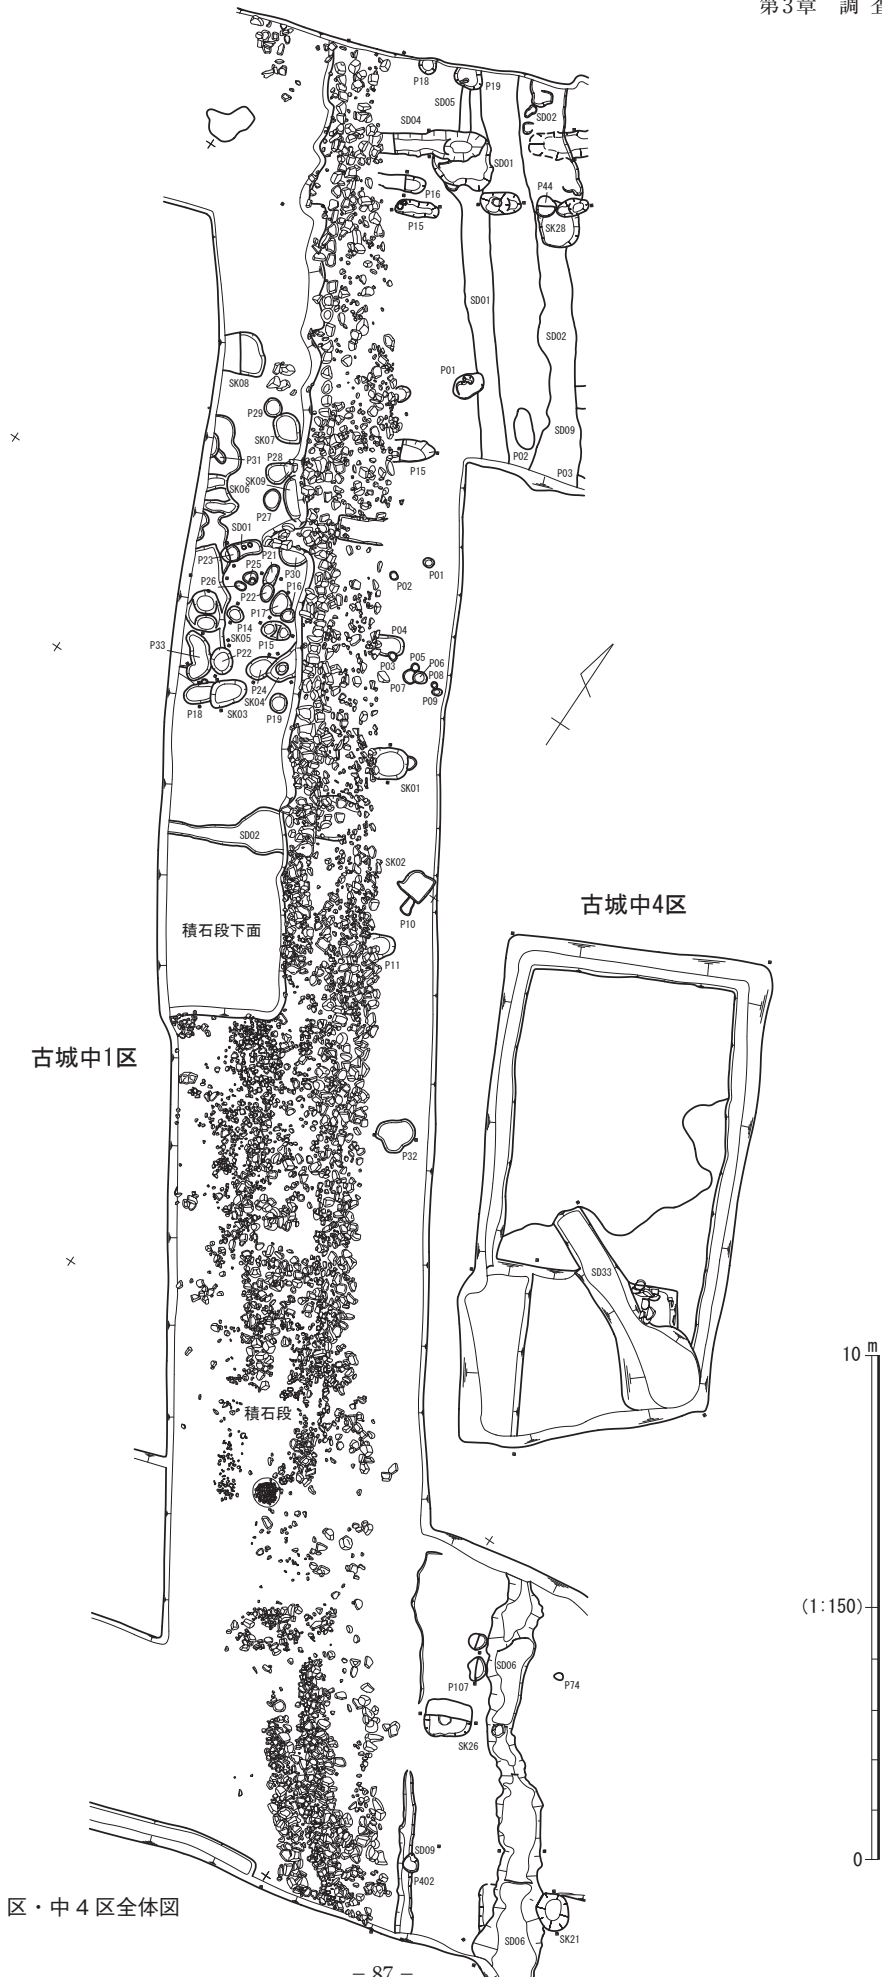 第3章 調 査
P18
P19
SD05
SD02
SD04
SD01
P16
P44
P15
SK28
SD01
SD02
P01
SK08
P29
SK07
SD09
P28
P31
P15
P02
SK09
P03
SK06
P27
SD01
P23
P21
P25
P30
P01
P26
P16
P02
P22
P17
P14
P04
SK05
P33
P15
P05
P03
P06
P22
P08
P07
P24
P09
SK04
P18
SK03
P19
SK01
SD02
SK02
古城中4区
P10
積石段下面
P11
古城中1区
P32
SD33
10 m
積石段
(1:150)
SD06
P107
P74
SK26
SD09
0
P402
区・中4区全体図
SD06
SK21
– 87 –